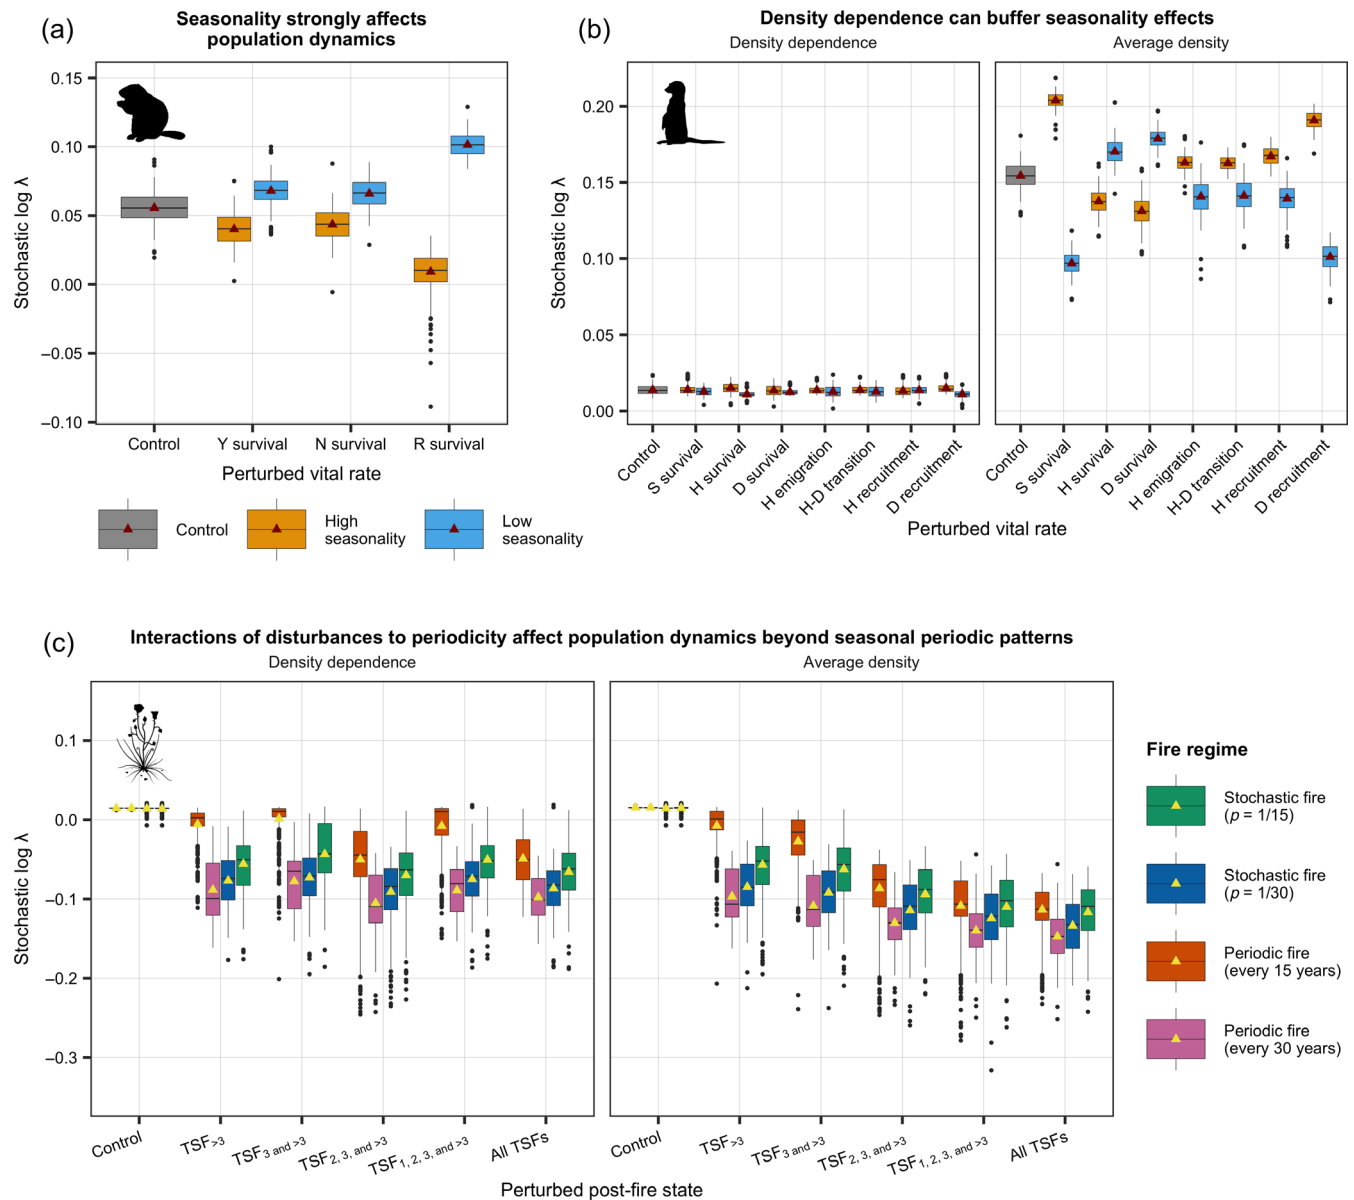 (a)
Seasonality strongly affects
population dynamics
Stochastic log λ
0.15
0.10
0.05
0.00
−0.05
−0.10
Control
Y survival
N survival
R survival
Perturbed vital rate
Control
High
seasonality
Low
seasonality
(b)
Density dependence can buffer seasonality effects
Density dependence
Average density
Stochastic log λ
0.20
0.15
0.10
0.05
0.00
Control
S survival
H survival
D survival
H emigration
H-D transition
H recruitment
D recruitment
Control
S survival
H survival
D survival
H emigration
H-D transition
H recruitment
D recruitment
Perturbed vital rate
(c)
Interactions of disturbances to periodicity affect population dynamics beyond seasonal periodic patterns
Density dependence
Average density
Stochastic log λ
0.1
0.0
−0.1
−0.2
−0.3
Control
TSF>3
TSF3 and >3
TSF2, 3, and >3
TSF1, 2, 3, and >3
All TSFs
Control
TSF>3
TSF3 and >3
TSF2, 3, and >3
TSF1, 2, 3, and >3
All TSFs
Perturbed post-fire state
Fire regime
Stochastic fire
(p = 1/15)
Stochastic fire
(p = 1/30)
Periodic fire
(every 15 years)
Periodic fire
(every 30 years)